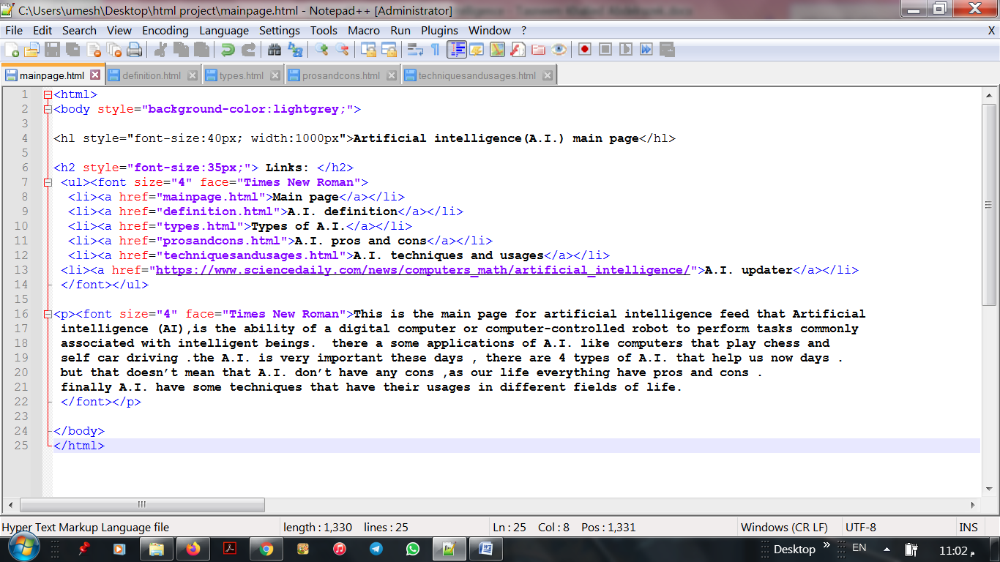 C:\Users\umesh\Desktop\html project\mainpage.html - Notepad++ [Administrator]
File Edit Search View Encoding Language Settings Tools Macro Run Plugins Window ? X
mainpage.html definition.html types.html prosandcons.html techniquesandusages.html
1 <html>
2 <body style="background-color:lightgrey;">
3
4 <hl style="font-size:40px; width:1000px">Artificial intelligence(A.I.) main page</hl>
5
6 <h2 style="font-size:35px;"> Links: </h2>
7 <ul><font size="4" face="Times New Roman">
8 <li><a href="mainpage.html">Main page</a></li>
9 <li><a href="definition.html">A.I. definition</a></li>
10 <li><a href="types.html">Types of A.I.</a></li>
11 <li><a href="prosandcons.html">A.I. pros and cons</a></li>
12 <li><a href="techniquesandusages.html">A.I. techniques and usages</a></li>
13 <li><a href="https://www.sciencedaily.com/news/computers_math/artificial_intelligence/">A.I. updater</a></li>
14 </font></ul>
15
16 <p><font size="4" face="Times New Roman">This is the main page for artificial intelligence feed that Artificial
17 intelligence (AI),is the ability of a digital computer or computer-controlled robot to perform tasks commonly
18 associated with intelligent beings.  there a some applications of A.I. like computers that play chess and
19 self car driving .the A.I. is very important these days , there are 4 types of A.I. that help us now days .
20 but that doesn’t mean that A.I. don’t have any cons ,as our life everything have pros and cons .
21 finally A.I. have some techniques that have their usages in different fields of life.
22 </font></p>
23
24 </body>
25 </html>
Hyper Text Markup Language file length : 1,330 lines : 25 Ln : 25 Col : 8 Pos : 1,331 Windows (CR LF) UTF-8 INS
Desktop » EN 11:02 م